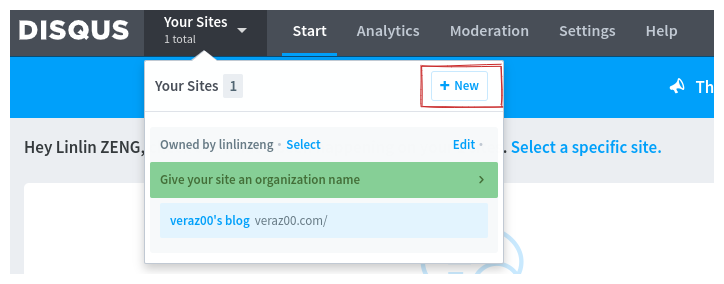 DISQUS
Your Sites
1 total
Start
Analytics
Moderation
Settings
Help
Th
Your Sites 1
+ New
Hey Linlin ZENG,
. Select a specific site.
Owned by linlinzeng • Select
Edit •
Give your site an organization name
veraz00's blog veraz00.com/